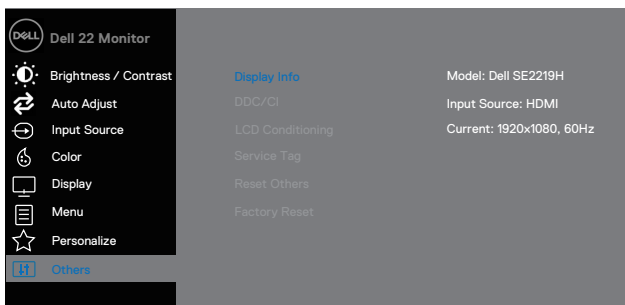 DELL Dell 22 Monitor
Brightness / Contrast
Auto Adjust
Input Source
Color
Display
Menu
Personalize
Others
Display Info
DDC/CI
LCD Conditioning
Service Tag
Reset Others
Factory Reset
Model: Dell SE2219H
Input Source: HDMI
Current: 1920x1080, 60Hz